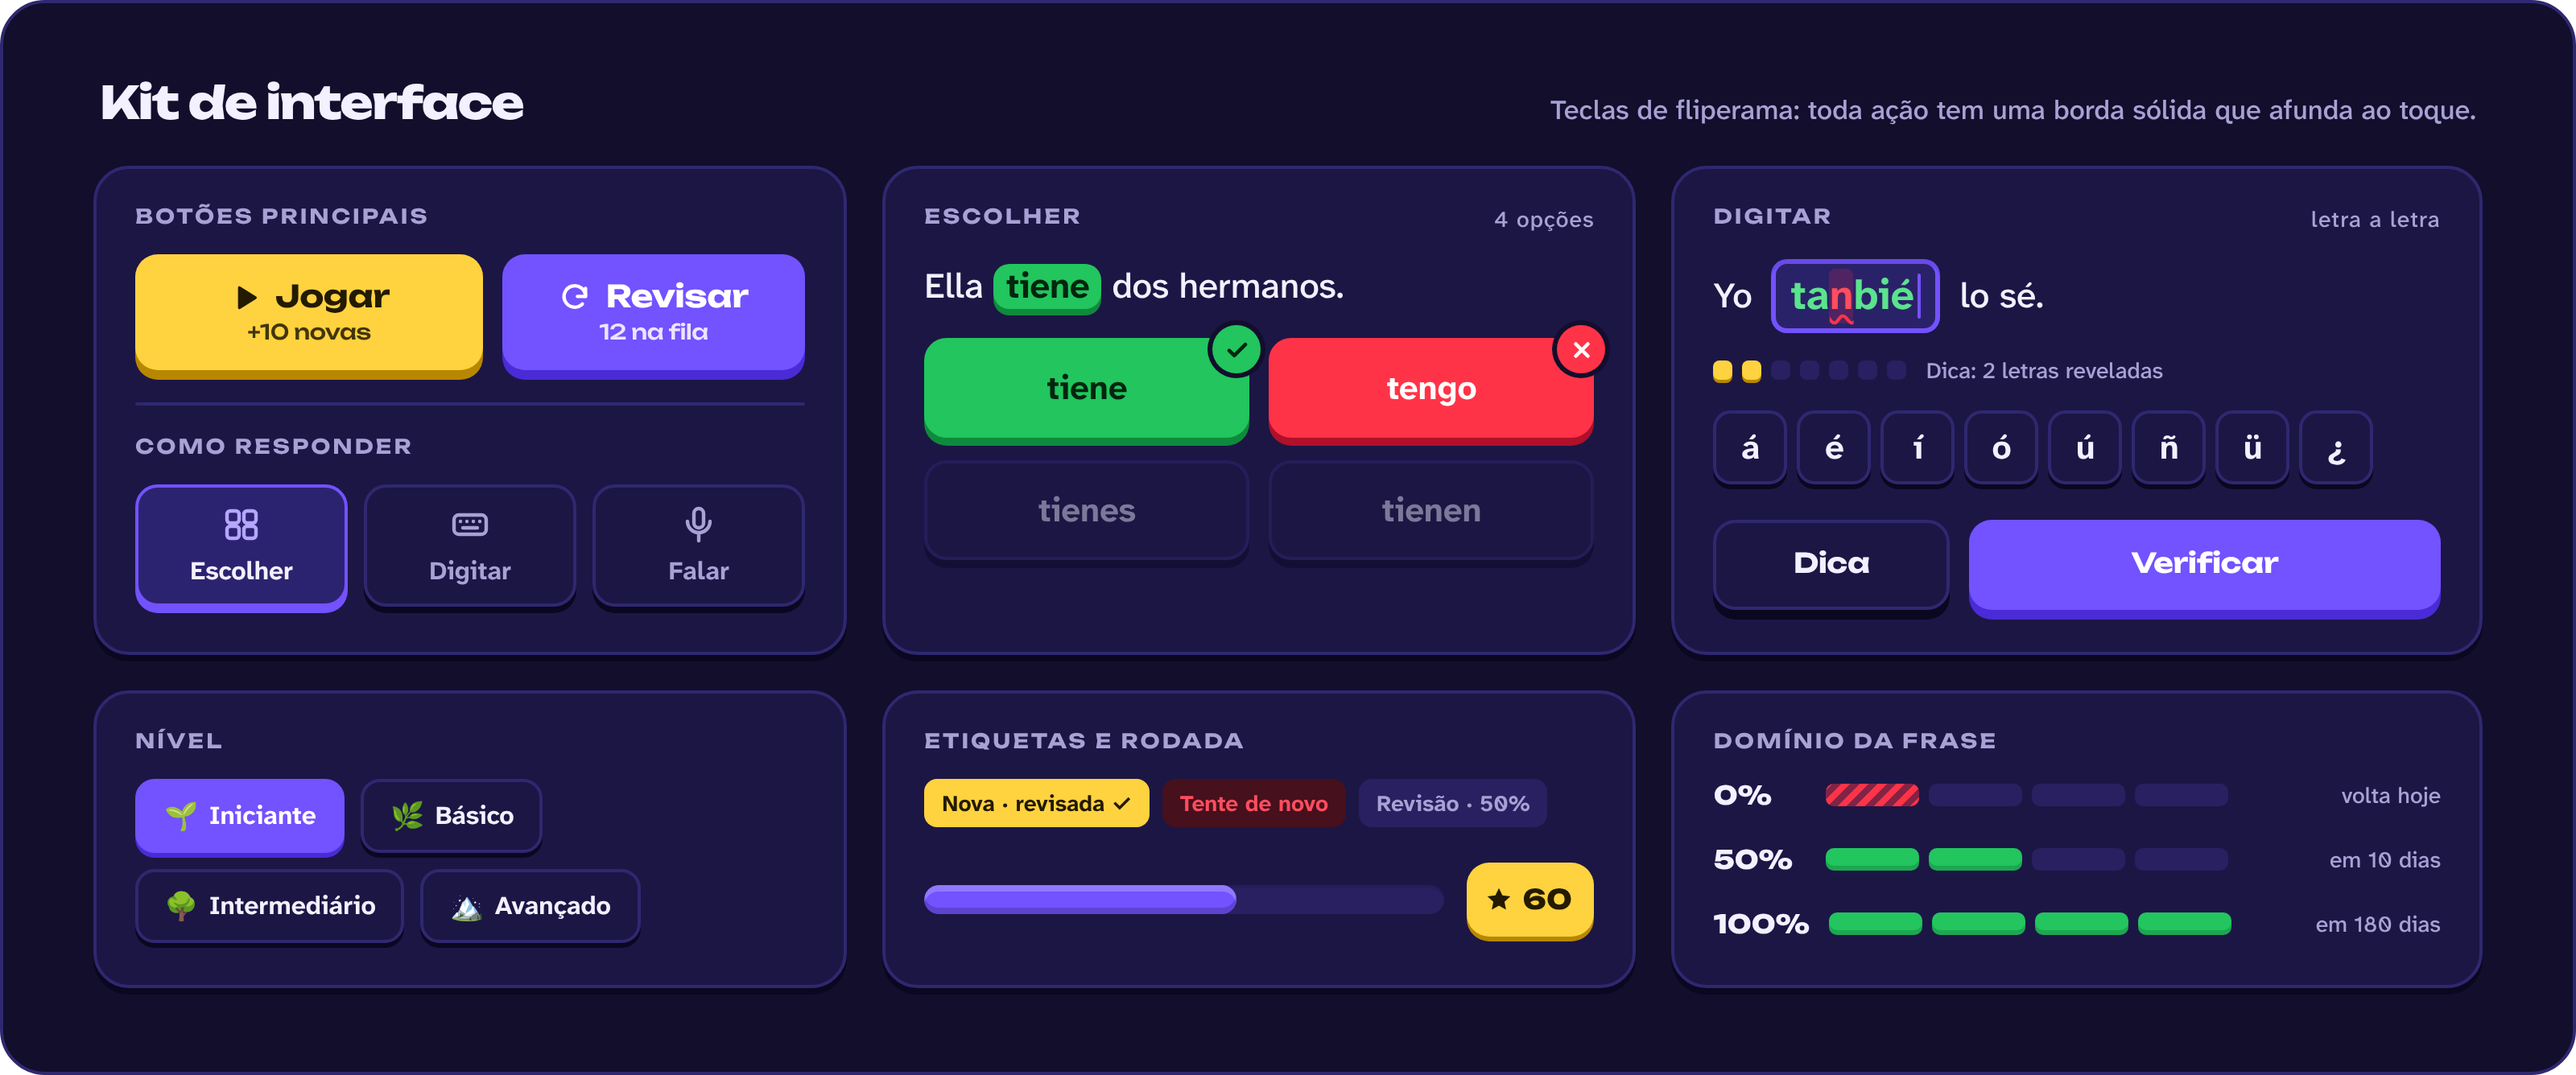 Kit de interface
Teclas de fliperama: toda ação tem uma borda sólida que afunda ao toque.
BOTÕES PRINCIPAIS
Jogar
+10 novas
Revisar
12 na fila
COMO RESPONDER
Escolher
Digitar
Falar
ESCOLHER
4 opções
Ella tiene dos hermanos.
tiene
tengo
tienes
tienen
DIGITAR
letra a letra
Yo tanbié lo sé.
Dica: 2 letras reveladas
á é í ó ú ñ ü ¿
Dica
Verificar
NÍVEL
🌱 Iniciante
🌿 Básico
🌳 Intermediário
🏔️ Avançado
ETIQUETAS E RODADA
Nova · revisada ✓
Tente de novo
Revisão · 50%
★ 60
DOMÍNIO DA FRASE
0% volta hoje
50% em 10 dias
100% em 180 dias